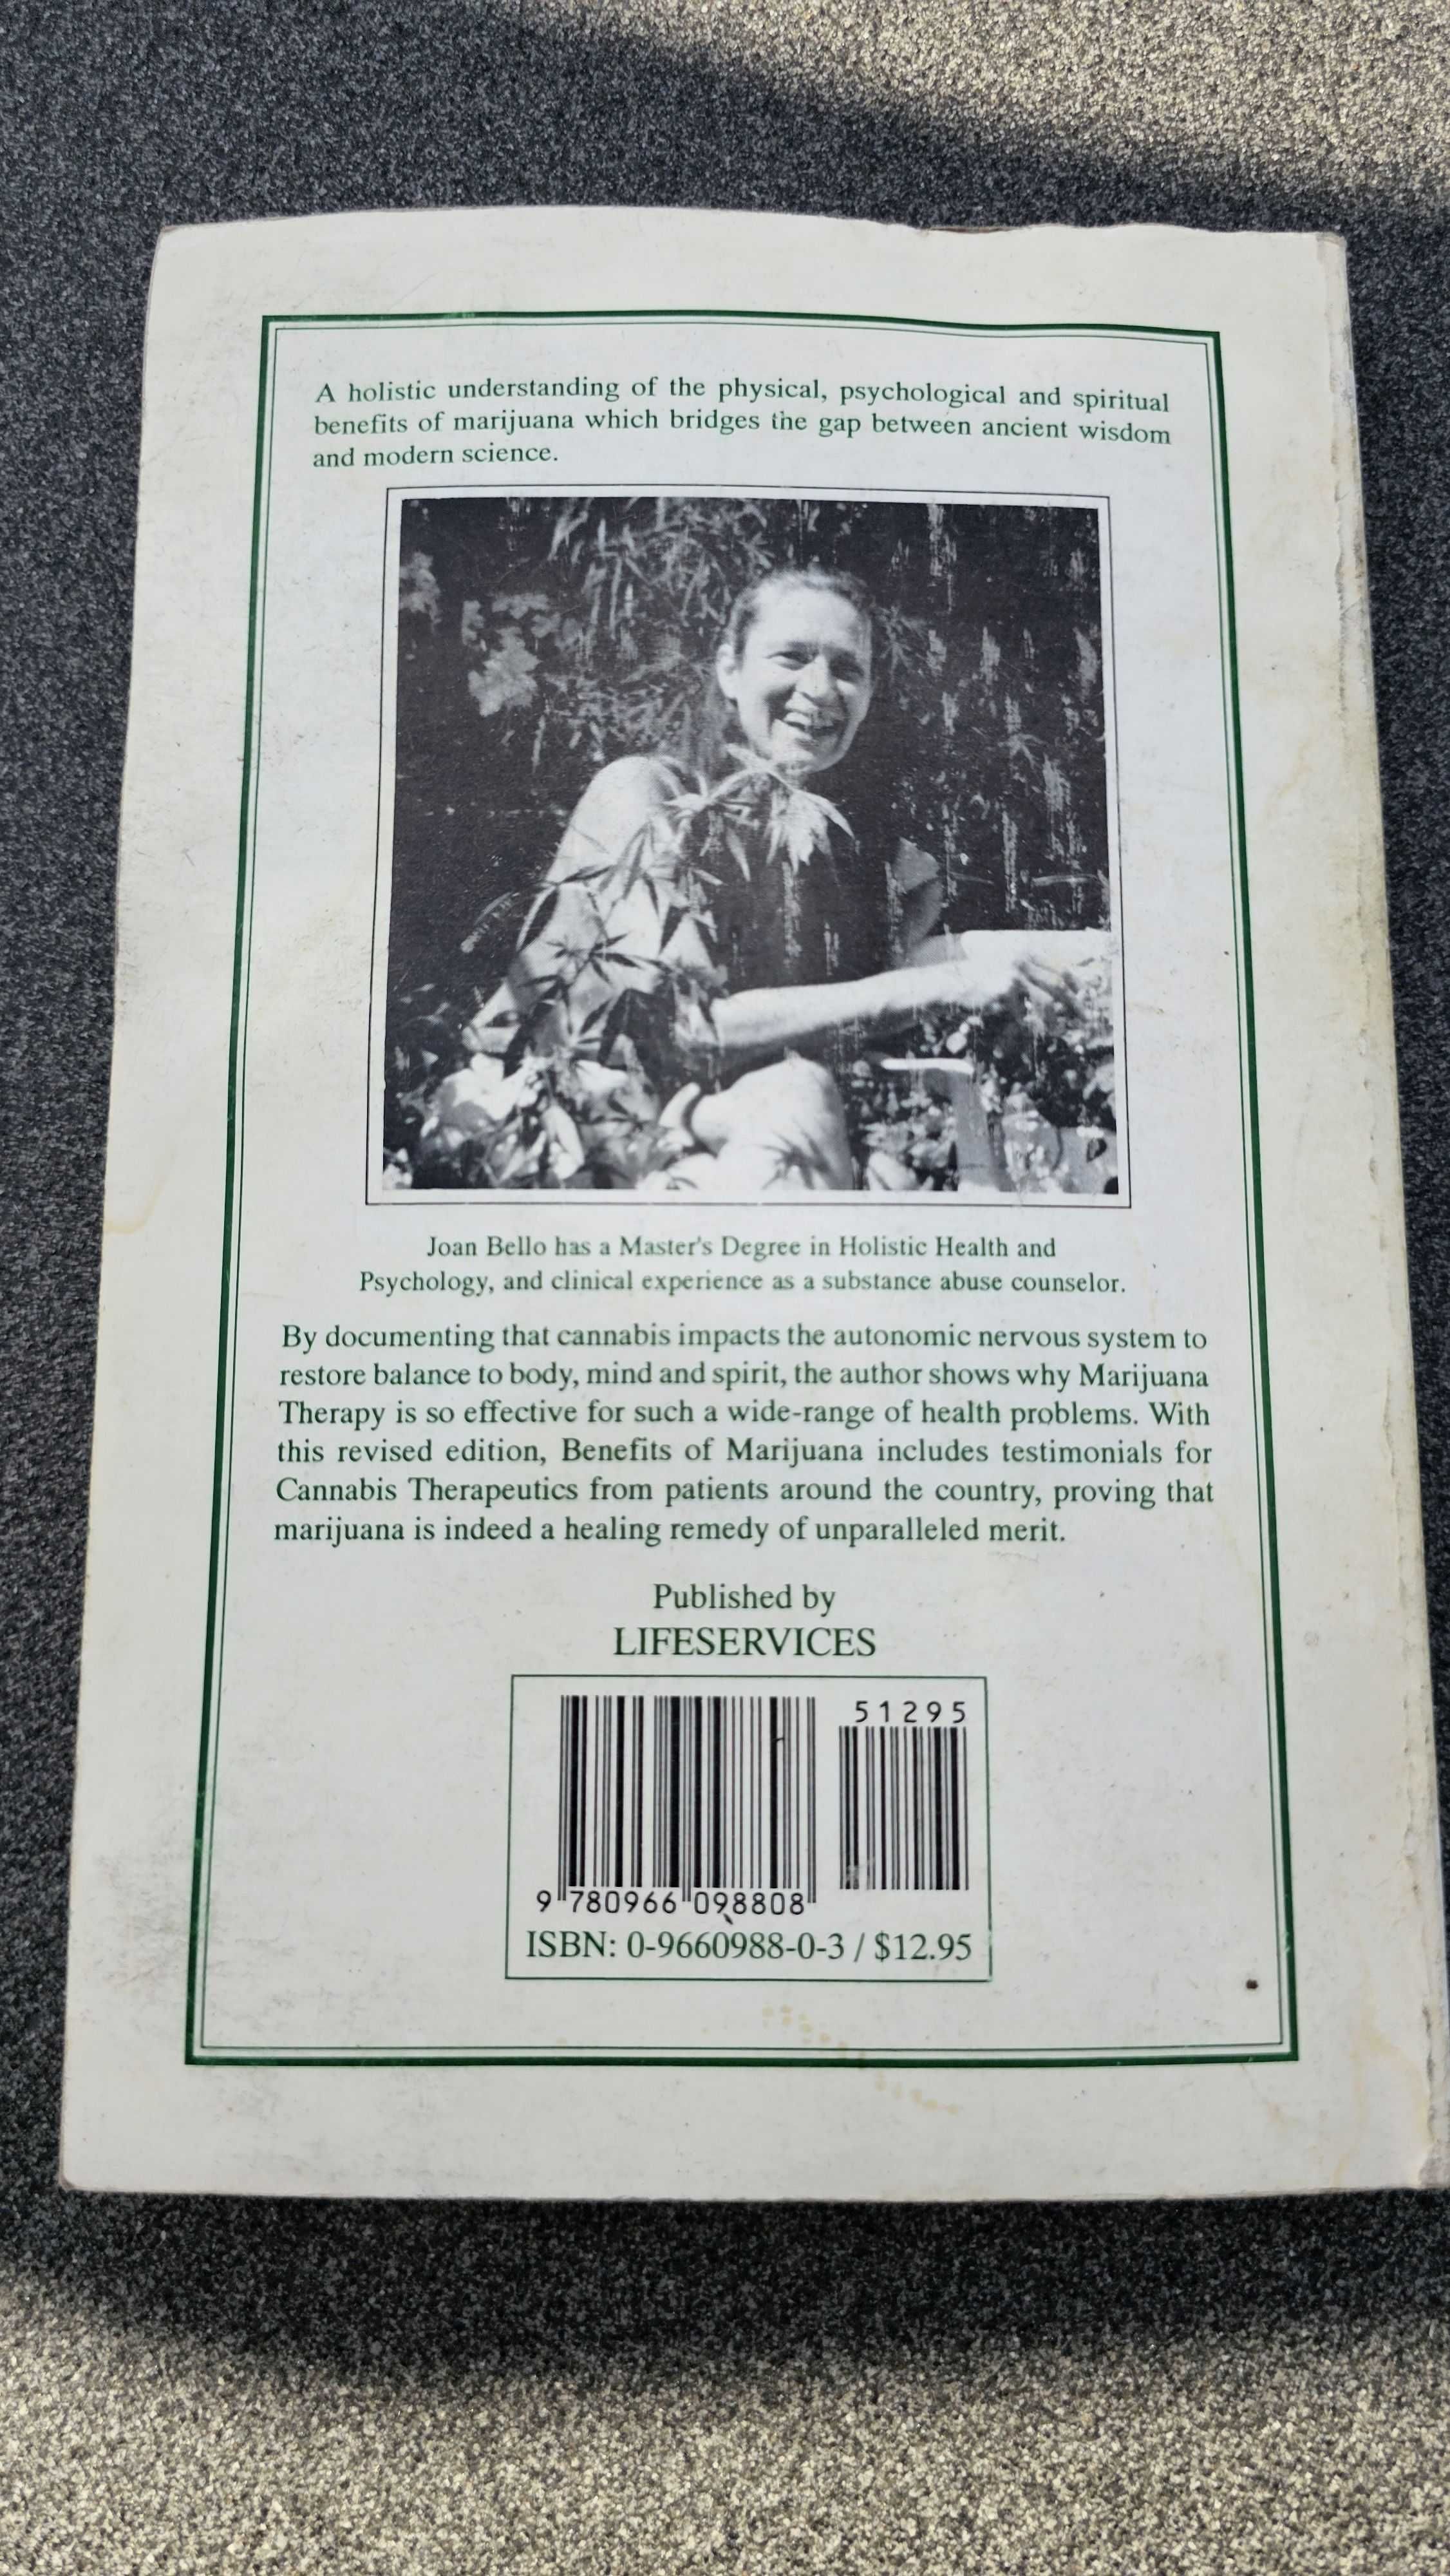 A holistic understanding of the physical, psychological and spiritual
benefits of marijuana which bridges the gap between ancient wisdom
and modern science.
Joan Bello has a Master's Degree in Holistic Health and
Psychology, and clinical experience as a substance abuse counselor.
By documenting that cannabis impacts the autonomic nervous system to
restore balance to body, mind and spirit, the author shows why Marijuana
Therapy is so effective for such a wide-range of health problems. With
this revised edition, Benefits of Marijuana includes testimonials for
Cannabis Therapeutics from patients around the country, proving that
marijuana is indeed a healing remedy of unparalleled merit.
Published by
LIFESERVICES
51295
9 780966 098808
ISBN: 0-9660988-0-3 / $12.95